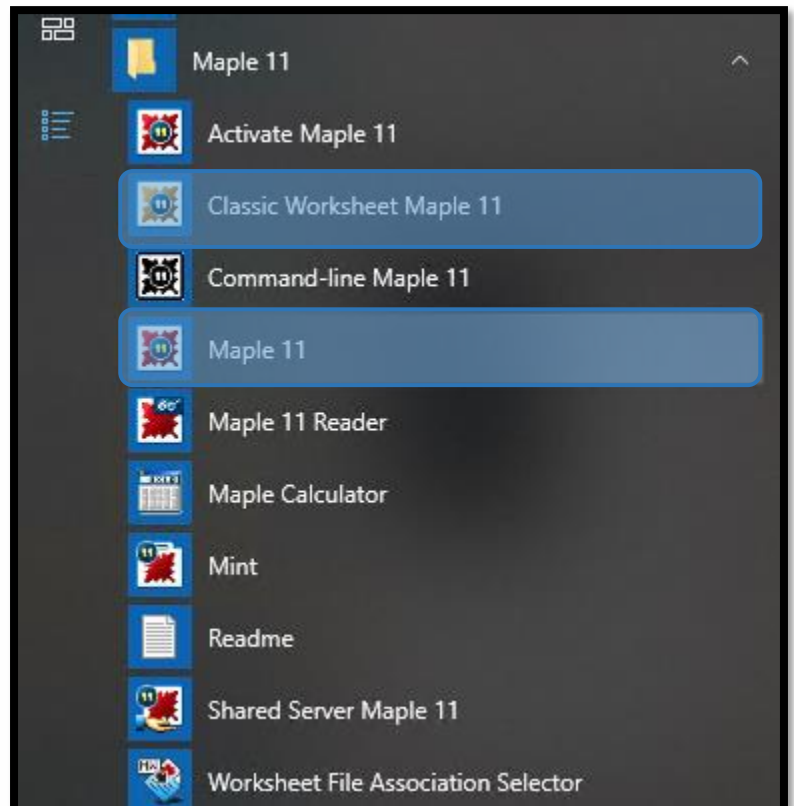 Maple 11
Activate Maple 11
Classic Worksheet Maple 11
Command-line Maple 11
Maple 11
Maple 11 Reader
Maple Calculator
Mint
Readme
Shared Server Maple 11
Worksheet File Association Selector